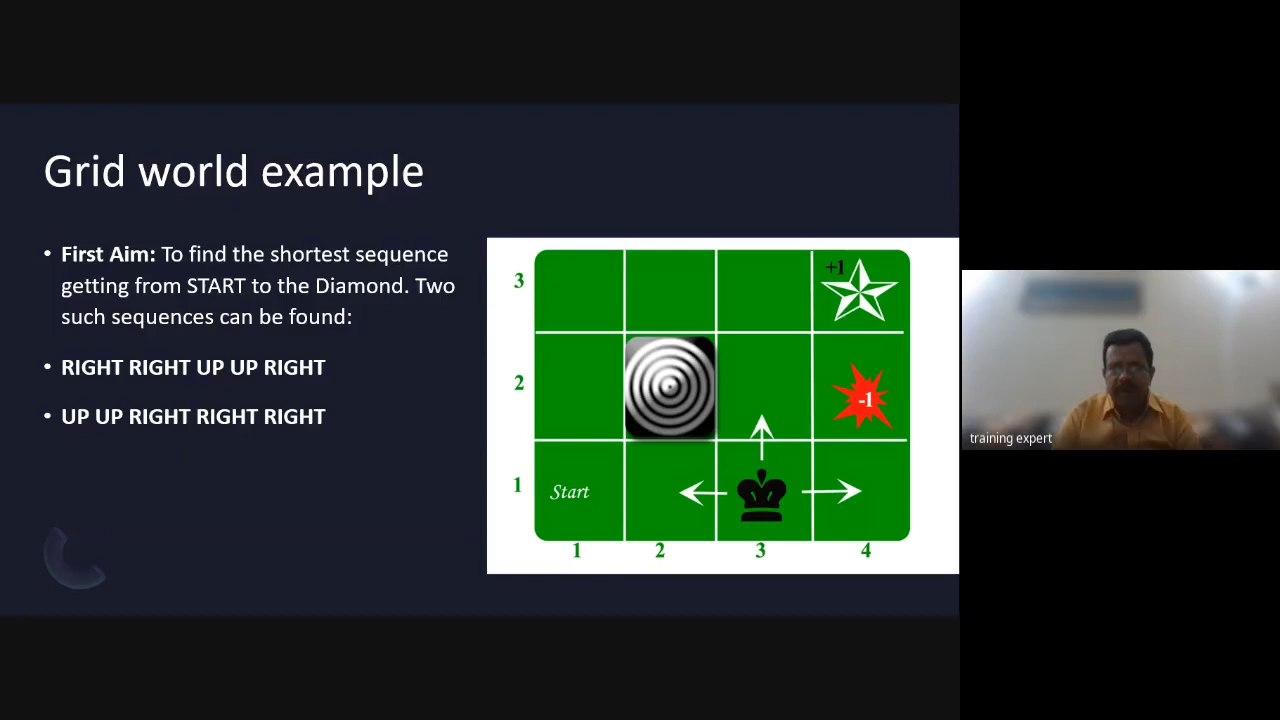 Grid world example
• First Aim: To find the shortest sequence
getting from START to the Diamond. Two
such sequences can be found:
• RIGHT RIGHT UP UP RIGHT
• UP UP RIGHT RIGHT RIGHT
3
+1
2
-1
1
Start
1 2 3 4
training expert